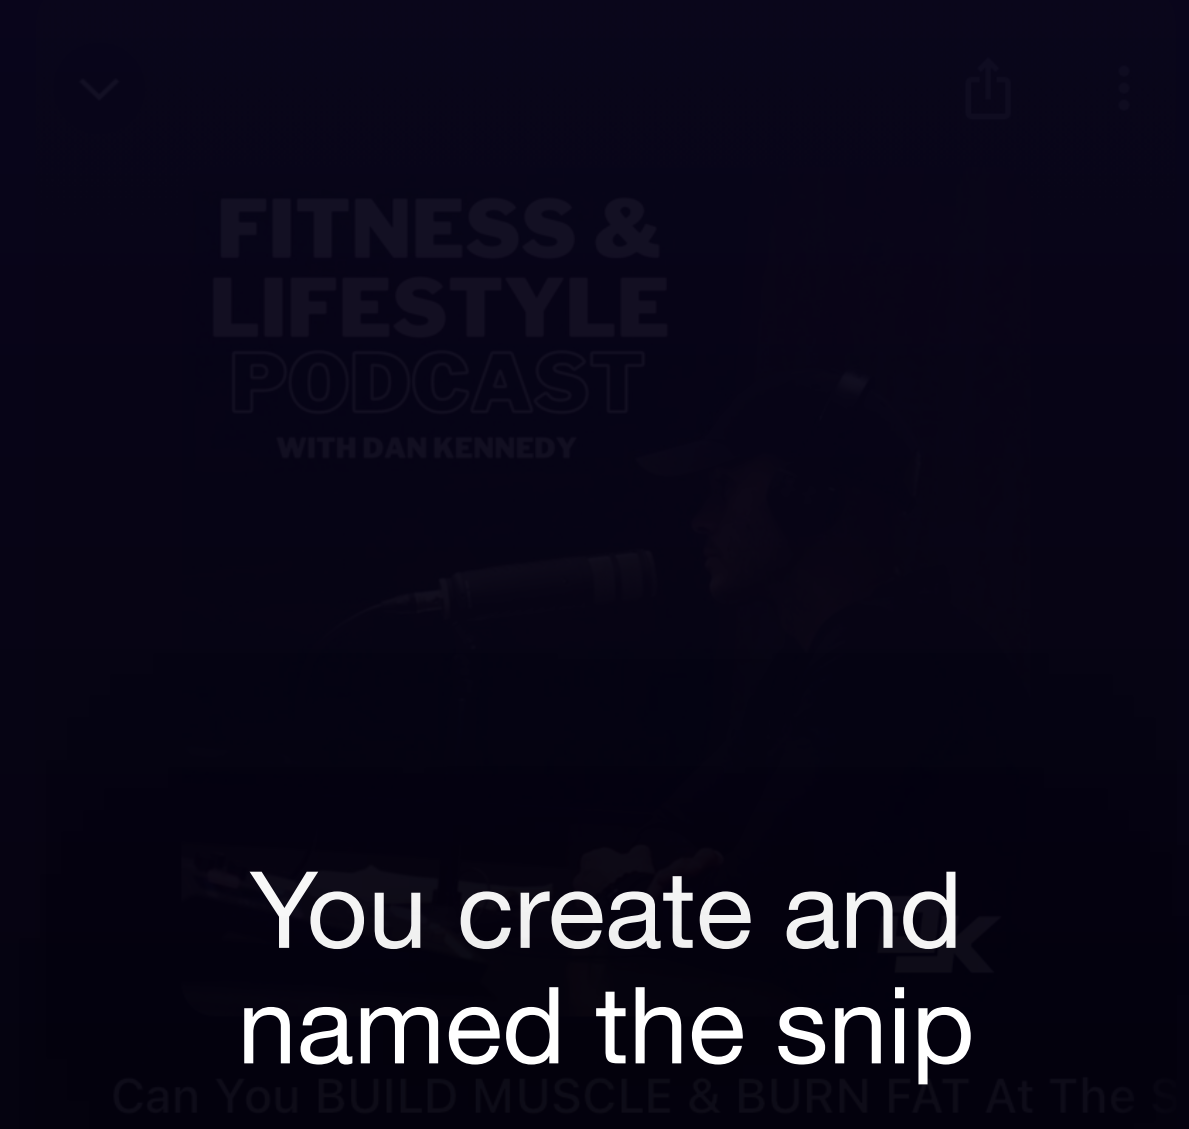 FITNESS &
LIFESTYLE
PODCAST
WITH DAN KENNEDY
You create and
named the snip
Can You BUILD MUSCLE & BURN FAT At The S